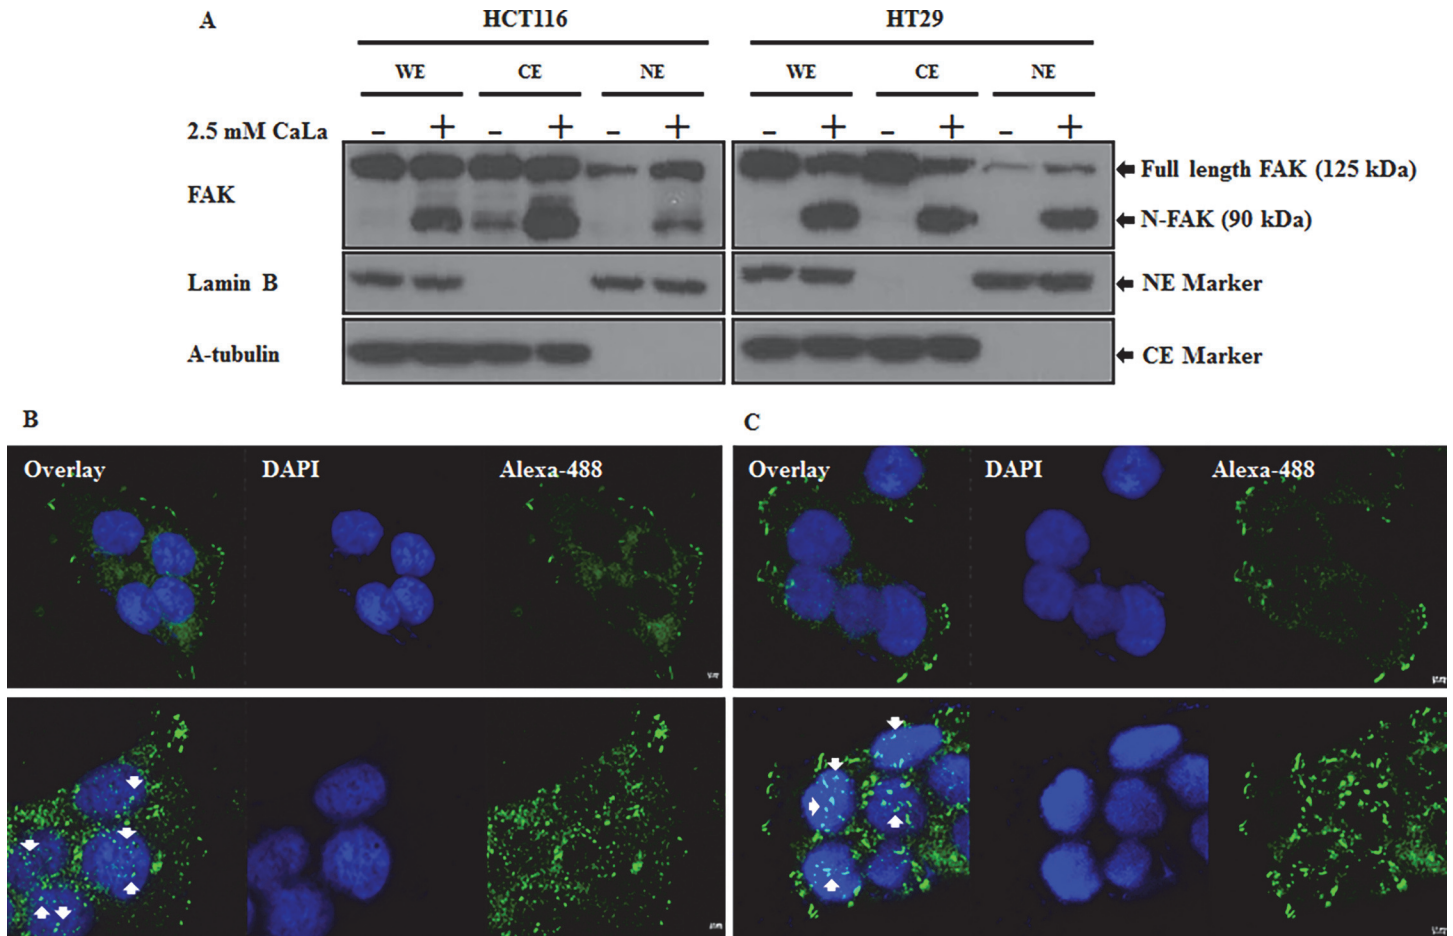 A
HCT116
HT29
WE
CE
NE
WE
CE
NE
2.5 mM CaLa
- + - + - +
- + - + - +
FAK
Full length FAK (125 kDa)
N-FAK (90 kDa)
Lamin B
NE Marker
A-tubulin
CE Marker
B
C
Overlay
DAPI
Alexa-488
Overlay
DAPI
Alexa-488